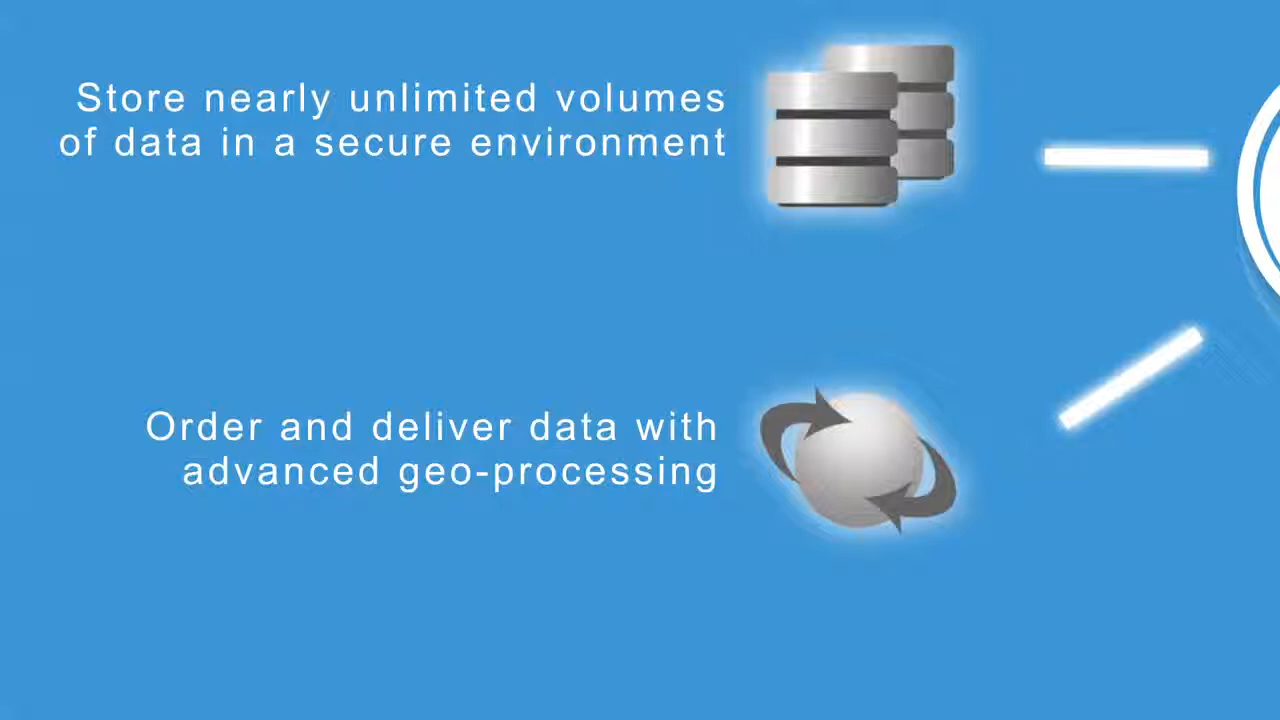 Store nearly unlimited volumes
of data in a secure environment
Order and deliver data with
advanced geo-processing